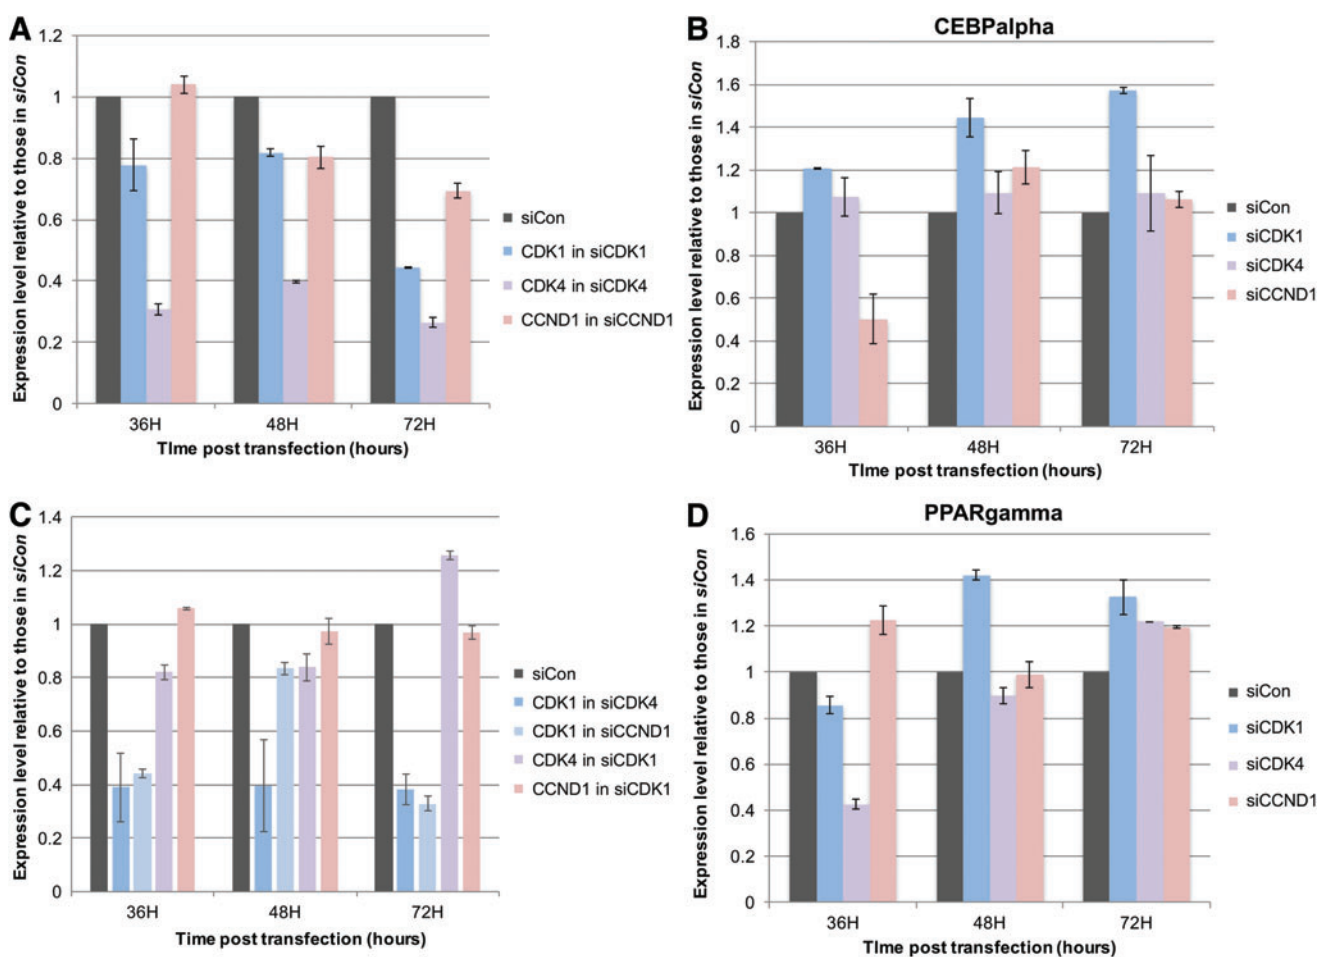 A
Expression level relative to those in siCon
1.2
1
0.8
0.6
0.4
0.2
0
36H 48H 72H
TIme post transfection (hours)
siCon
CDK1 in siCDK1
CDK4 in siCDK4
CCND1 in siCCND1
B
CEBPalpha
Expression level relative to those in siCon
1.8
1.6
1.4
1.2
1
0.8
0.6
0.4
0.2
0
36H 48H 72H
TIme post transfection (hours)
siCon
siCDK1
siCDK4
siCCND1
C
Expression level relative to those in siCon
1.4
1.2
1
0.8
0.6
0.4
0.2
0
36H 48H 72H
Time post transfection (hours)
siCon
CDK1 in siCDK4
CDK1 in siCCND1
CDK4 in siCDK1
CCND1 in siCDK1
D
PPARgamma
Expression level relative to those in siCon
1.6
1.4
1.2
1
0.8
0.6
0.4
0.2
0
36H 48H 72H
TIme post transfection (hours)
siCon
siCDK1
siCDK4
siCCND1